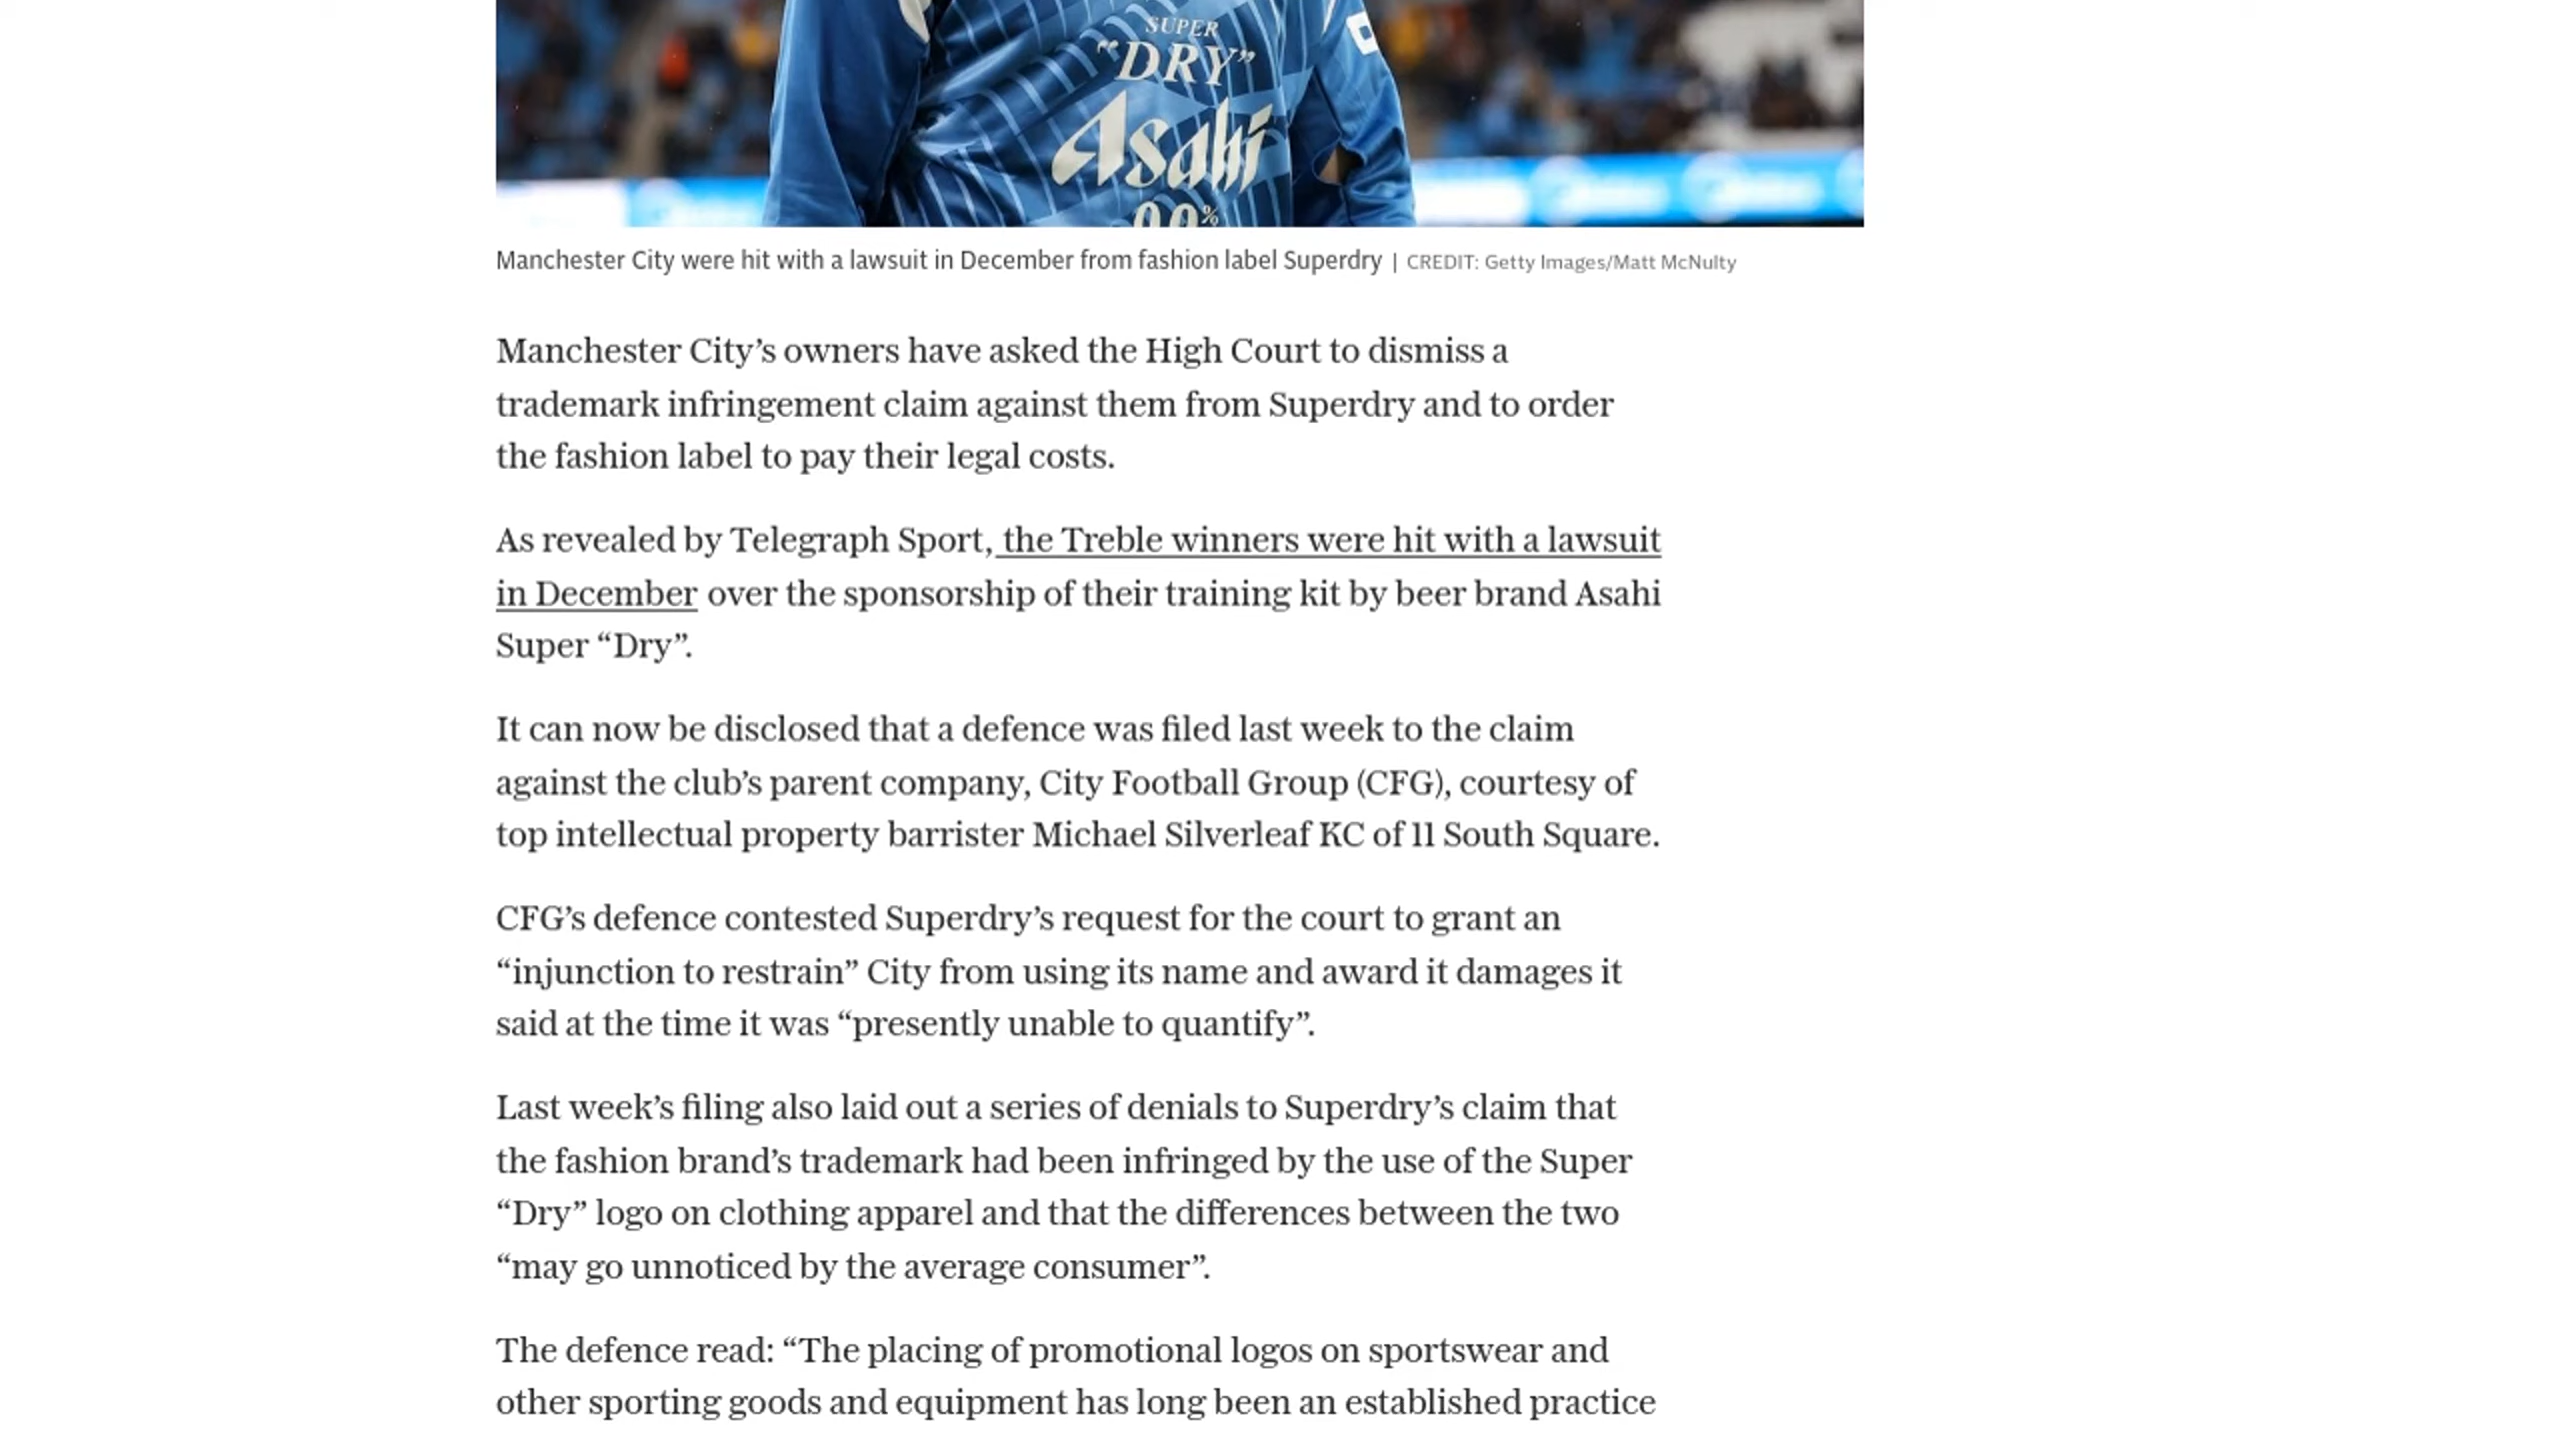 SUPER
“DRY”
Asahi
0.0%
Manchester City were hit with a lawsuit in December from fashion label Superdry | CREDIT: Getty Images/Matt McNulty
Manchester City’s owners have asked the High Court to dismiss a
trademark infringement claim against them from Superdry and to order
the fashion label to pay their legal costs.
As revealed by Telegraph Sport, the Treble winners were hit with a lawsuit
in December over the sponsorship of their training kit by beer brand Asahi
Super “Dry”.
It can now be disclosed that a defence was filed last week to the claim
against the club’s parent company, City Football Group (CFG), courtesy of
top intellectual property barrister Michael Silverleaf KC of 11 South Square.
CFG’s defence contested Superdry’s request for the court to grant an
“injunction to restrain” City from using its name and award it damages it
said at the time it was “presently unable to quantify”.
Last week’s filing also laid out a series of denials to Superdry’s claim that
the fashion brand’s trademark had been infringed by the use of the Super
“Dry” logo on clothing apparel and that the differences between the two
“may go unnoticed by the average consumer”.
The defence read: “The placing of promotional logos on sportswear and
other sporting goods and equipment has long been an established practice